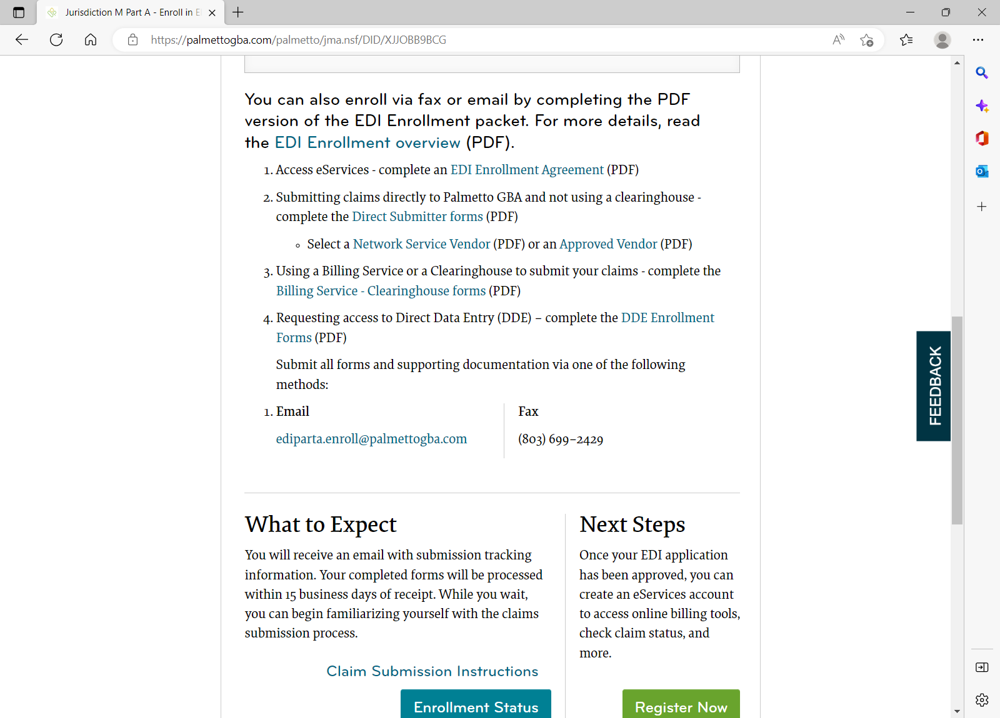 Jurisdiction M Part A - Enroll in E
https://palmettogba.com/palmetto/jma.nsf/DID/XJJOBB9BCG
You can also enroll via fax or email by completing the PDF
version of the EDI Enrollment packet. For more details, read
the EDI Enrollment overview (PDF).
1. Access eServices - complete an EDI Enrollment Agreement (PDF)
2. Submitting claims directly to Palmetto GBA and not using a clearinghouse -
complete the Direct Submitter forms (PDF)
Select a Network Service Vendor (PDF) or an Approved Vendor (PDF)
3. Using a Billing Service or a Clearinghouse to submit your claims - complete the
Billing Service - Clearinghouse forms (PDF)
4. Requesting access to Direct Data Entry (DDE) – complete the DDE Enrollment
Forms (PDF)
Submit all forms and supporting documentation via one of the following
methods:
1. Email
ediparta.enroll@palmettogba.com
Fax
(803) 699-2429
FEEDBACK
What to Expect
You will receive an email with submission tracking
information. Your completed forms will be processed
within 15 business days of receipt. While you wait,
you can begin familiarizing yourself with the claims
submission process.
Claim Submission Instructions
Enrollment Status
Next Steps
Once your EDI application
has been approved, you can
create an eServices account
to access online billing tools,
check claim status, and
more.
Register Now